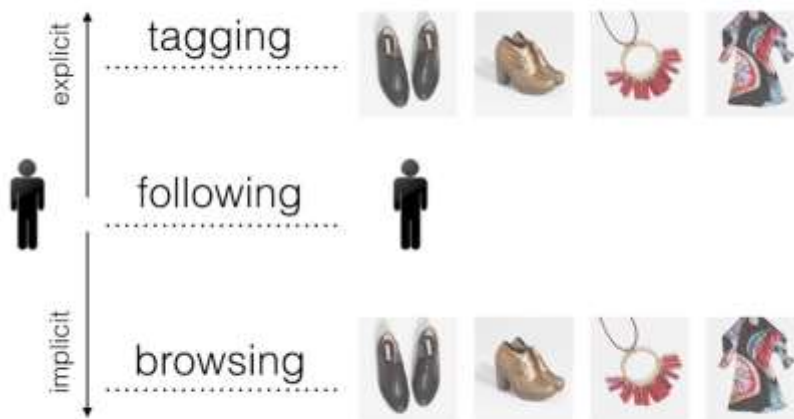 explicit
tagging
following
implicit
browsing